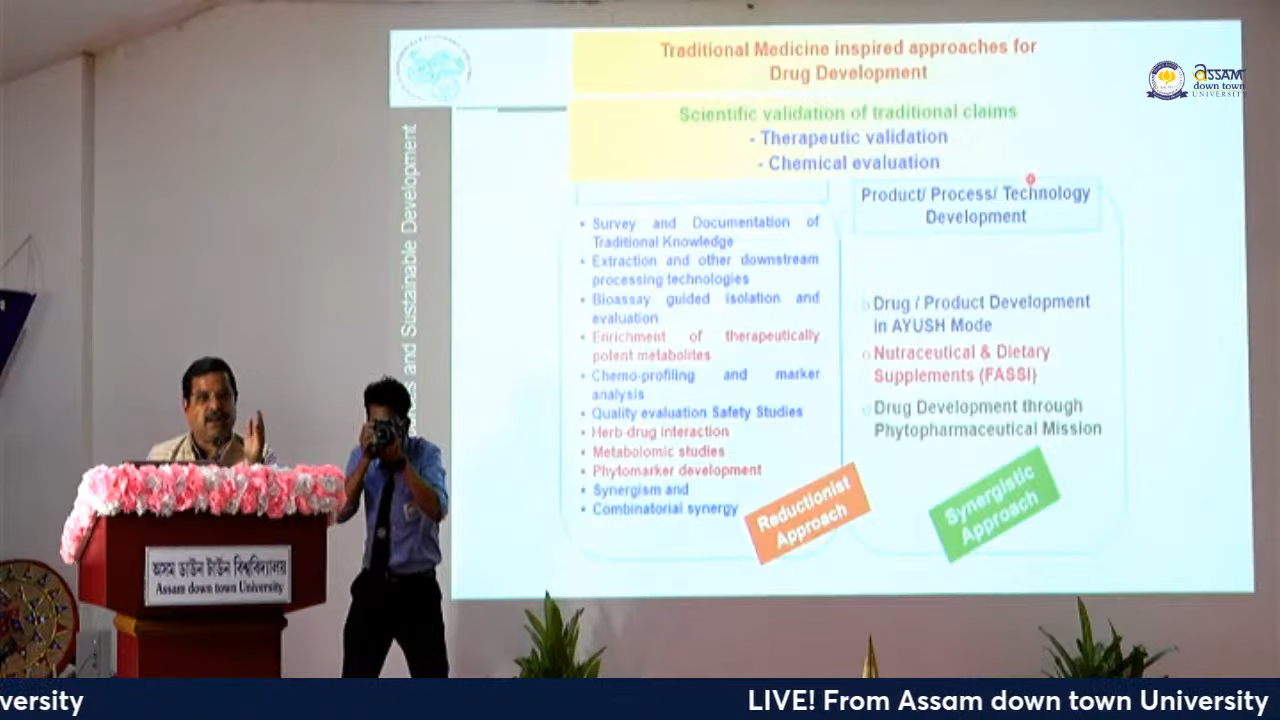 Traditional Medicine inspired approaches for
Drug Development
Scientific validation of traditional claims
- Therapeutic validation
- Chemical evaluation
ASSAM
down town
UNIVERSITY
and Sustainable Development
• Survey and Documentation of
Traditional Knowledge
• Extraction and other downstream
processing technologies
• Bioassay guided isolation and
evaluation
• Enrichment of therapeutically
potent metabolites
• Chemo-profiling and marker
analysis
• Quality evaluation Safety Studies
• Herb-drug interaction
• Metabolomic studies
• Phytomarker development
• Synergism and
• Combinatorial synergy
Reductionist
Approach
Product/ Process/ Technology
Development
o Drug / Product Development
in AYUSH Mode
o Nutraceutical & Dietary
Supplements (FASSI)
o Drug Development through
Phytopharmaceutical Mission
Synergistic
Approach
অসম ডাউন টাউন বিশ্ববিদ্যালয়
Assam down town University
versity
LIVE! From Assam down town University